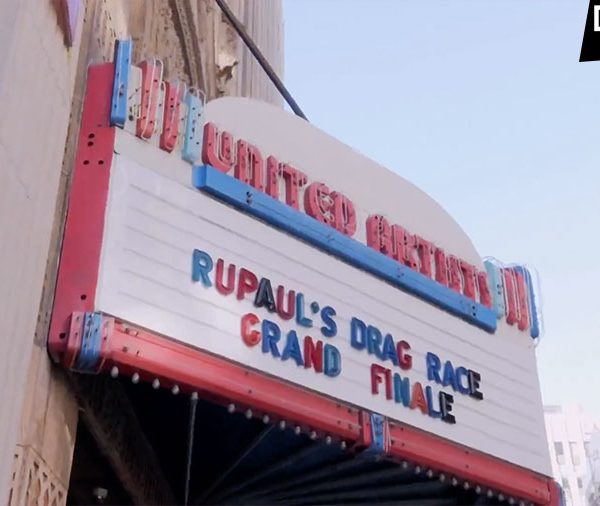 UNITED ARTISTS
RUPAUL'S DRAG RACE
GRAND FINALE